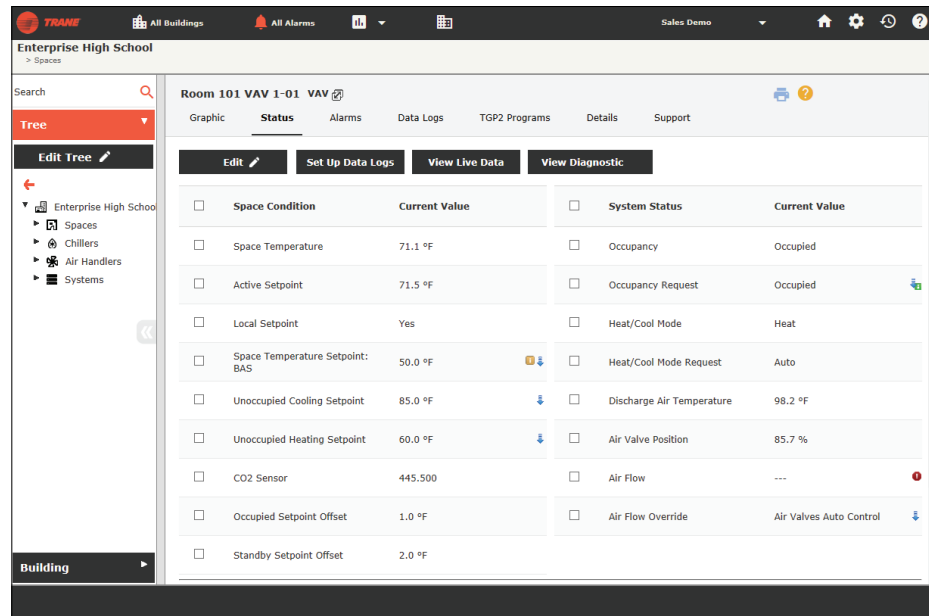 TRANE
All Buildings
All Alarms
Sales Demo
Enterprise High School
> Spaces
Search
Tree
Edit Tree
Enterprise High Schoo
Spaces
Chillers
Air Handlers
Systems
Building
Room 101 VAV 1-01 VAV
Graphic Status Alarms Data Logs TGP2 Programs Details Support
Edit Set Up Data Logs View Live Data View Diagnostic
Space Condition Current Value
Space Temperature 71.1 °F
Active Setpoint 71.5 °F
Local Setpoint Yes
Space Temperature Setpoint:
BAS 50.0 °F
Unoccupied Cooling Setpoint 85.0 °F
Unoccupied Heating Setpoint 60.0 °F
CO2 Sensor 445.500
Occupied Setpoint Offset 1.0 °F
Standby Setpoint Offset 2.0 °F
System Status Current Value
Occupancy Occupied
Occupancy Request Occupied
Heat/Cool Mode Heat
Heat/Cool Mode Request Auto
Discharge Air Temperature 98.2 °F
Air Valve Position 85.7 %
Air Flow ---
Air Flow Override Air Valves Auto Control